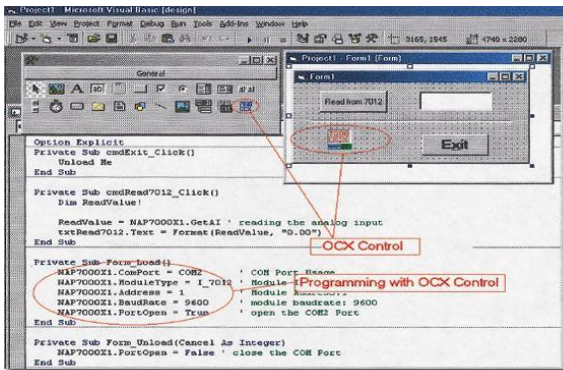 Project1 - Microsoft Visual Basic [design]
File Edit View Project Format Debug Run Tools Add-Ins Window Help
3165, 1545 4740 x 2280
General
Project1 - Form1 (Form)
Form1
Read from 7012
Exit
Option Explicit
Private Sub cmdExit_Click()
Unload Me
End Sub
Private Sub cmdRead7012_Click()
Dim ReadValue!
ReadValue = NAP7000X1.GetAI ' reading the analog input
txtRead7012.Text = Format(ReadValue, "0.00")
End Sub
OCX Control
Private Sub Form_Load()
NAP7000X1.ComPort = COM2 ' COM Port Usage
NAP7000X1.ModuleType = I_7012 ' Module
Programming with OCX Control
NAP7000X1.Address = 1 ' Module
NAP7000X1.BaudRate = 9600 ' module baudrate: 9600
NAP7000X1.PortOpen = True ' open the COM2 Port
End Sub
Private Sub Form_Unload(Cancel As Integer)
NAP7000X1.PortOpen = False ' close the COM Port
End Sub